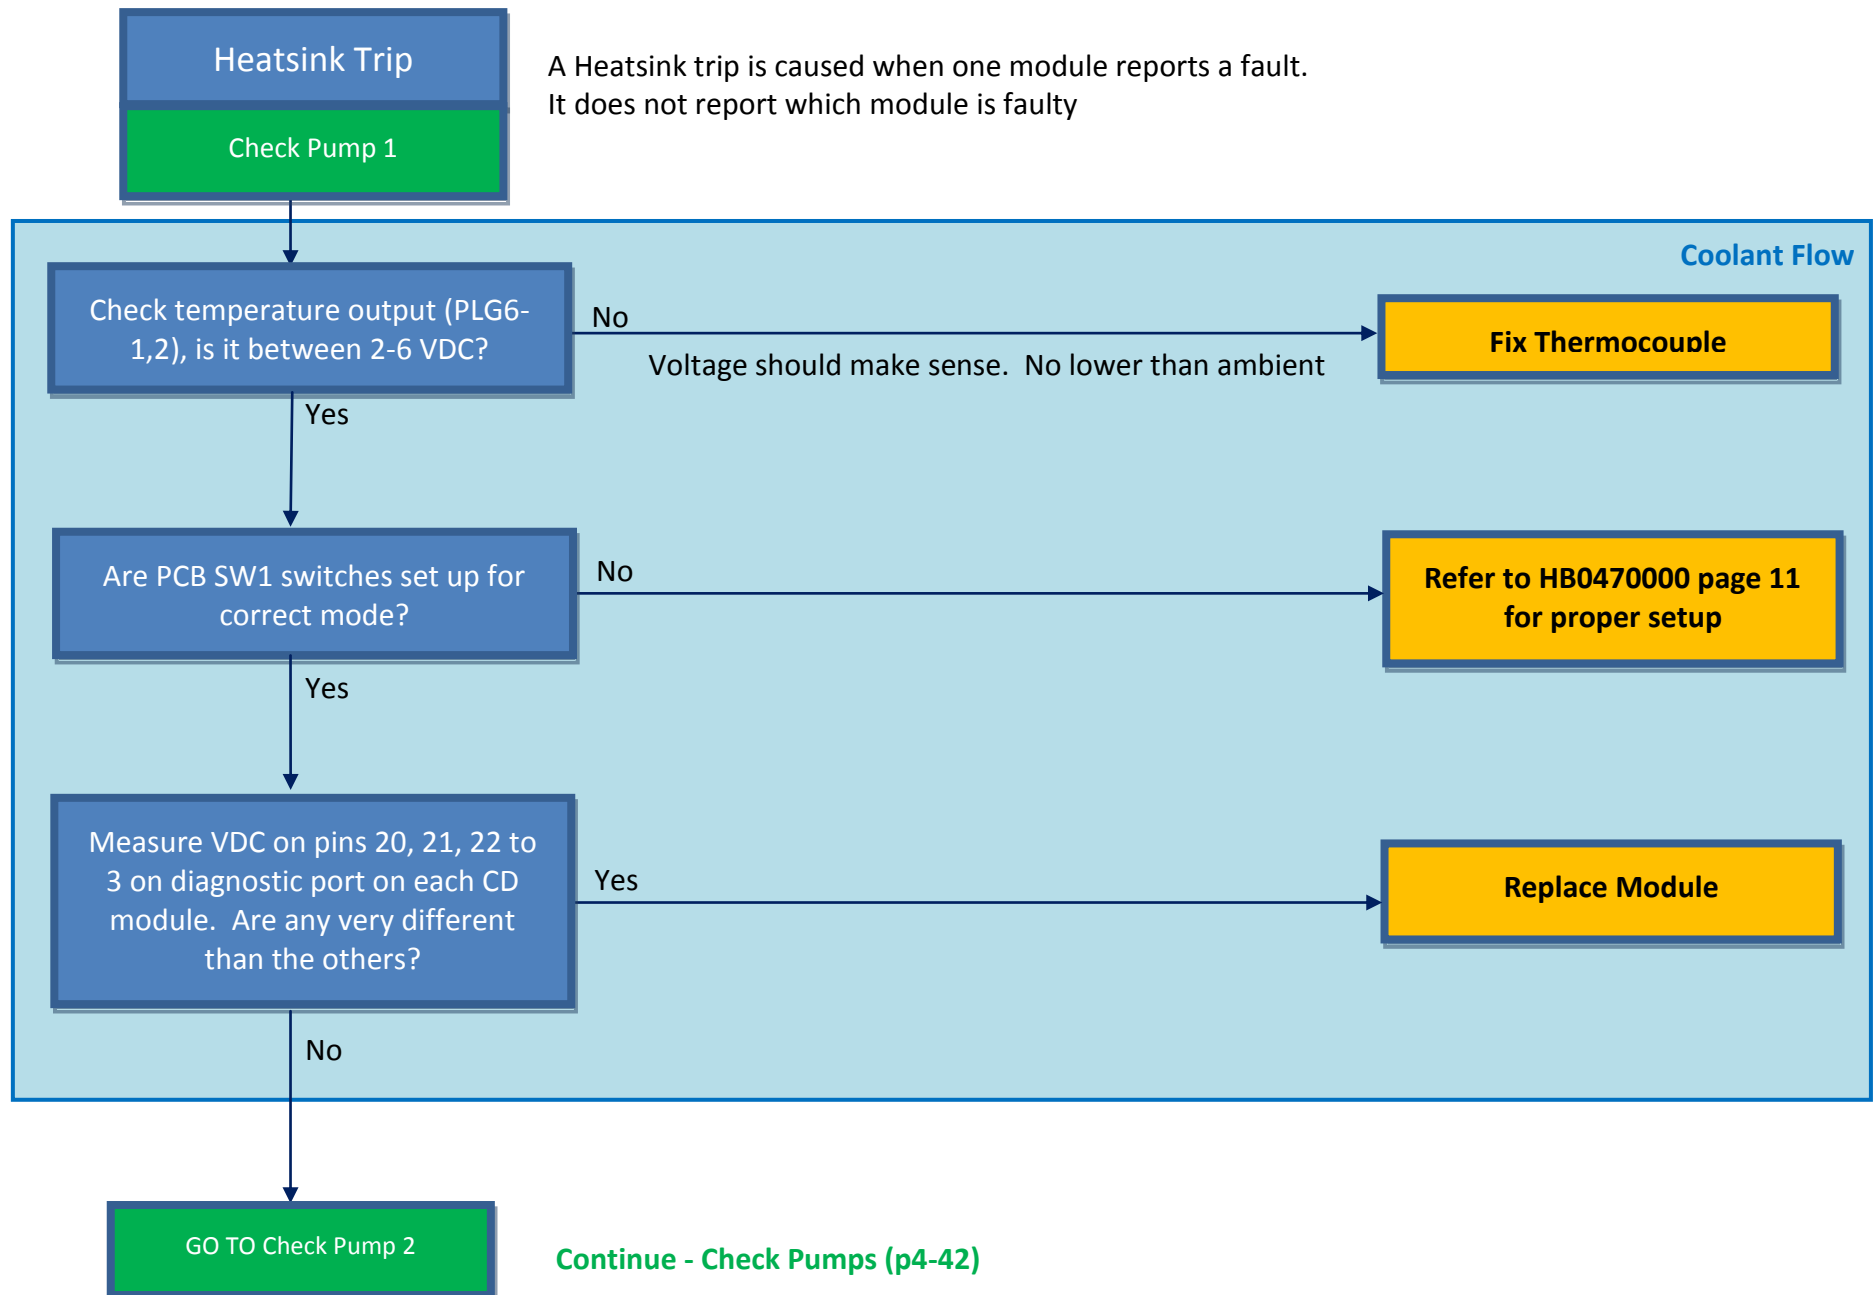 Heatsink Trip
A Heatsink trip is caused when one module reports a fault.
It does not report which module is faulty
Check Pump 1
Coolant Flow
Check temperature output (PLG6-
1,2), is it between 2-6 VDC?
No
Voltage should make sense.  No lower than ambient
Fix Thermocouple
Yes
Are PCB SW1 switches set up for
correct mode?
No
Refer to HB0470000 page 11
for proper setup
Yes
Measure VDC on pins 20, 21, 22 to
3 on diagnostic port on each CD
module.  Are any very different
than the others?
Yes
Replace Module
No
GO TO Check Pump 2
Continue - Check Pumps (p4-42)